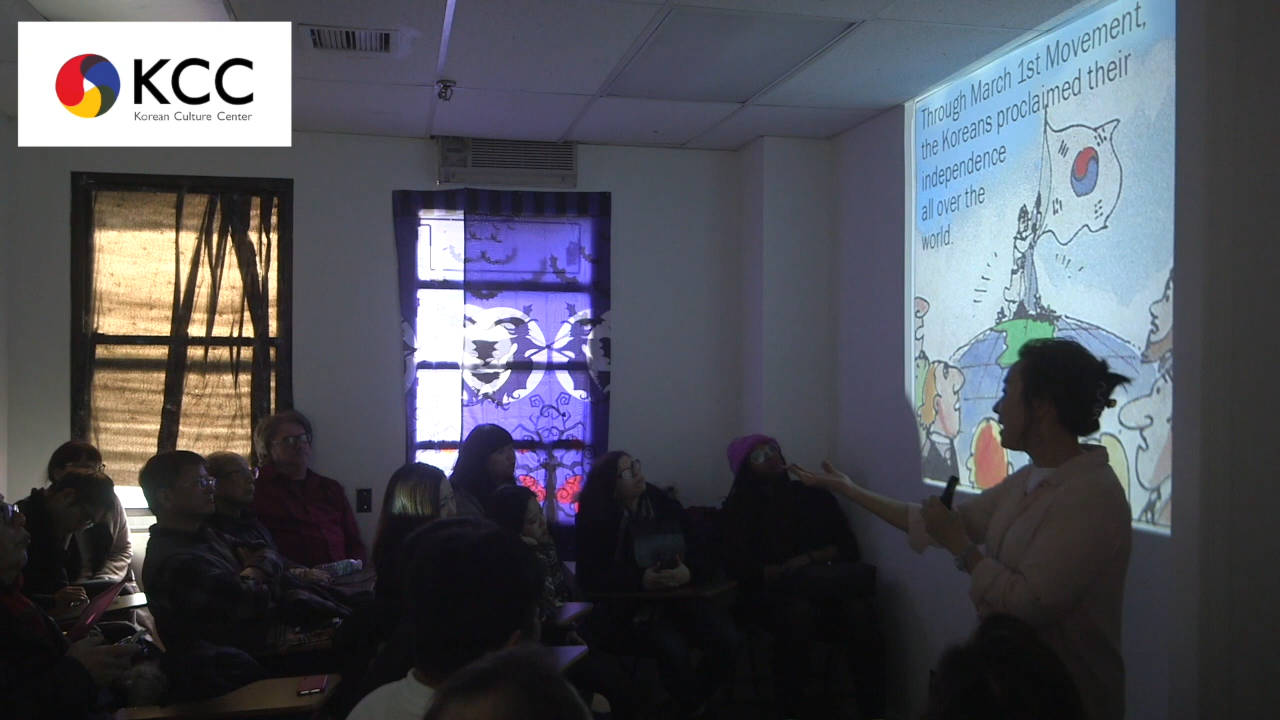 KCC
Korean Culture Center
Through March 1st Movement,
the Koreans proclaimed their
independence
all over the
world.